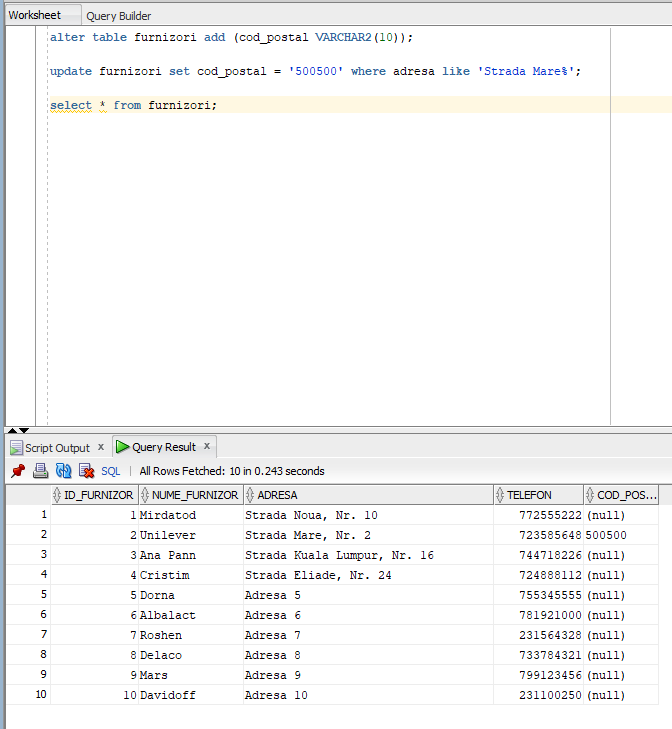 Worksheet Query Builder
alter table furnizori add (cod_postal VARCHAR2(10));
update furnizori set cod_postal = '500500' where adresa like 'Strada Mare%';
select * from furnizori;
Script Output x Query Result x
SQL | All Rows Fetched: 10 in 0.243 seconds
ID_FURNIZOR NUME_FURNIZOR ADRESA TELEFON COD_POS...
1 1 Mirdatod Strada Noua, Nr. 10 772555222 (null)
2 2 Unilever Strada Mare, Nr. 2 723585648 500500
3 3 Ana Pann Strada Kuala Lumpur, Nr. 16 744718226 (null)
4 4 Cristim Strada Eliade, Nr. 24 724888112 (null)
5 5 Dorna Adresa 5 755345555 (null)
6 6 Albalact Adresa 6 781921000 (null)
7 7 Roshen Adresa 7 231564328 (null)
8 8 Delaco Adresa 8 733784321 (null)
9 9 Mars Adresa 9 799123456 (null)
10 10 Davidoff Adresa 10 231100250 (null)